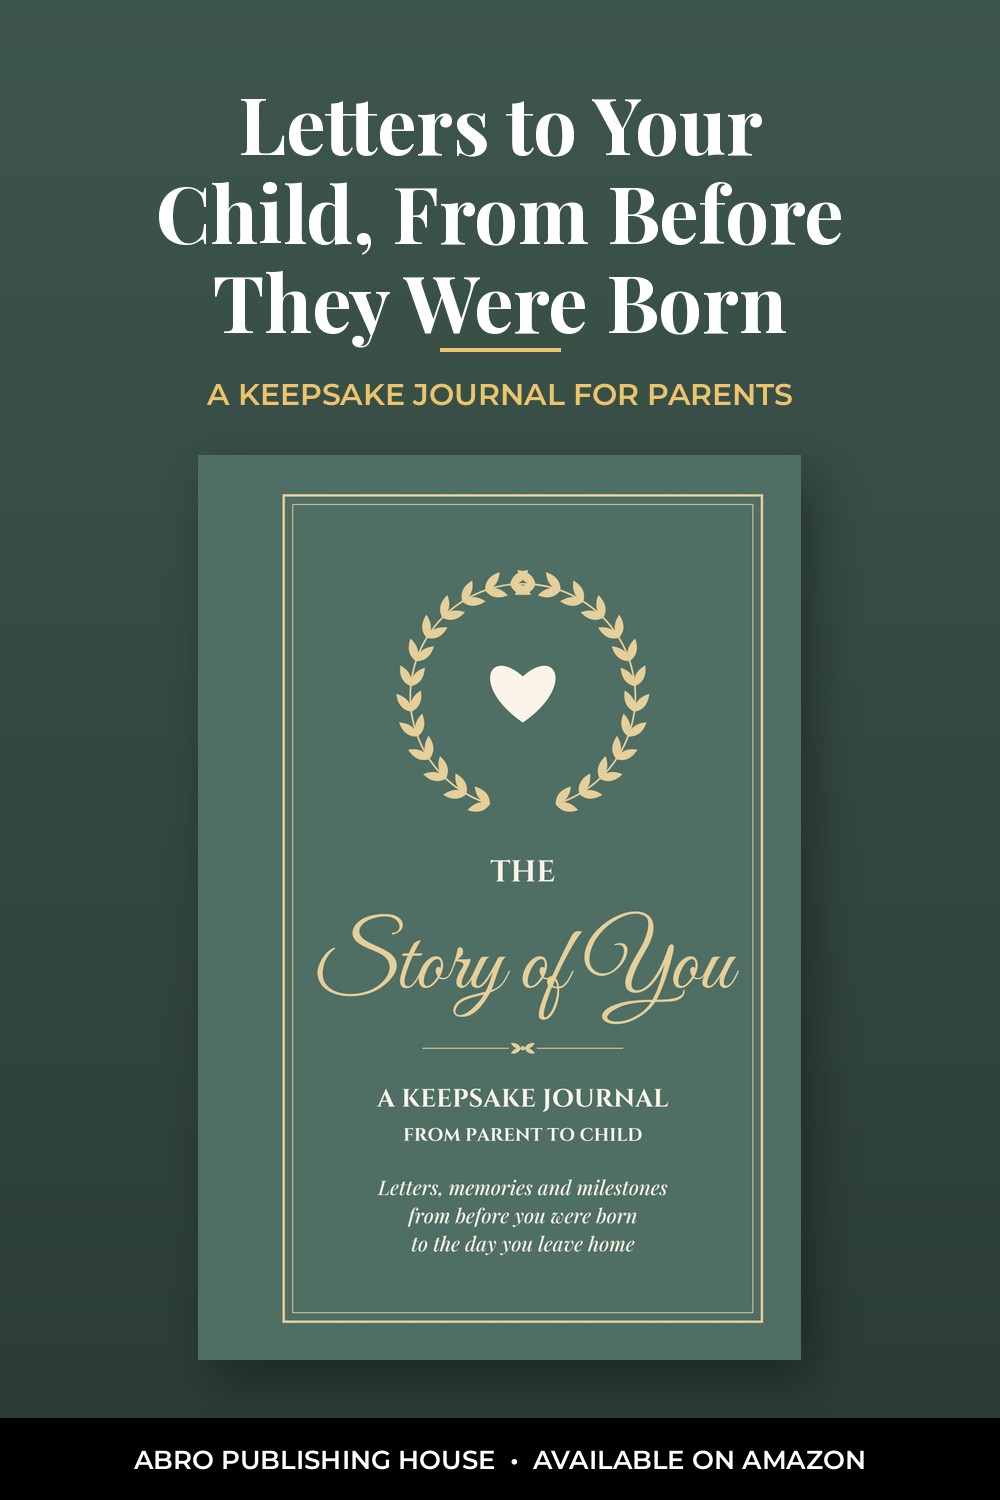 Letters to Your
Child, From Before
They Were Born
A KEEPSAKE JOURNAL FOR PARENTS
THE
Story of You
A KEEPSAKE JOURNAL
FROM PARENT TO CHILD
Letters, memories and milestones
from before you were born
to the day you leave home
ABRO PUBLISHING HOUSE • AVAILABLE ON AMAZON